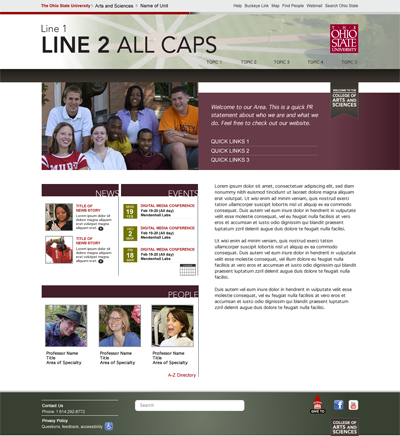 The Ohio State University Arts and Sciences Name of Unit
Help Buckeye Link Map Find People Webmail Search Ohio State
Line 1
LINE 2 ALL CAPS
THE
OHIO
STATE
UNIVERSITY
TOPIC 1 TOPIC 2 TOPIC 3 TOPIC 4 TOPIC 5
WELCOME TO THE
COLLEGE OF
ARTS AND
SCIENCES
Welcome to our Area. This is a quick PR
statement about who we are and what we
do. Feel free to check out our website.
QUICK LINKS 1
QUICK LINKS 2
QUICK LINKS 3
NEWS
TITLE OF
NEWS STORY
Lorem ipsum dolor sit
dolore magna aliquam
erat volutpat.
TITLE OF
NEWS STORY
Lorem ipsum dolor sit
dolore magna aliquam
erat.
EVENTS
MON
19
FEB
DIGITAL MEDIA CONFERENCE
Feb 19-20 (All day)
Mendenhall Labs
WED
2
MAR
DIGITAL MEDIA CONFERENCE
Feb 19-20 (All day)
Mendenhall Labs
FRI
18
MAR
DIGITAL MEDIA CONFERENCE
Feb 19-20 (All day)
Mendenhall Labs
Lorem ipsum dolor sit amet, consectetuer adipiscing elit, sed diam
nonummy nibh euismod tincidunt ut laoreet dolore magna aliquam
erat volutpat. Ut wisi enim ad minim veniam, quis nostrud exerci
tation ullamcorper suscipit lobortis nisl ut aliquip ex ea commodo
consequat. Duis autem vel eum iriure dolor in hendrerit in vulputate
velit esse molestie consequat, vel illum dolore eu feugiat nulla
facilisis at vero eros et accumsan et iusto odio dignissim qui blandit
praesent luptatum zzril delenit augue duis dolore te feugait nulla facilisi.
Ut wisi enim ad minim veniam, quis nostrud exerci tation
ullamcorper suscipit lobortis nisl ut aliquip ex ea commodo
consequat. Duis autem vel eum iriure dolor in hendrerit in vulputate
velit esse molestie consequat, vel illum dolore eu feugiat nulla
facilisis at vero eros et accumsan et iusto odio dignissim qui blandit
praesent luptatum zzril delenit augue duis dolore te feugait nulla
facilisi.
Duis autem vel eum iriure dolor in hendrerit in vulputate velit esse
molestie consequat, vel illum dolore eu feugiat nulla facilisis at vero
eros et accumsan et iusto odio dignissim qui blandit praesent luptatum
zzril delenit augue duis dolore te feugait nulla facilisi.
PEOPLE
Professor Name
Title
Area of Specialty
Professor Name
Title
Area of Specialty
Professor Name
Title
Area of Specialty
A-Z Directory
Contact Us
Phone: 1 614 292-8772
Privacy Policy
Questions, feedback, accessibility
Search
GIVE TO
You
Tube
COLLEGE OF
ARTS AND
SCIENCES